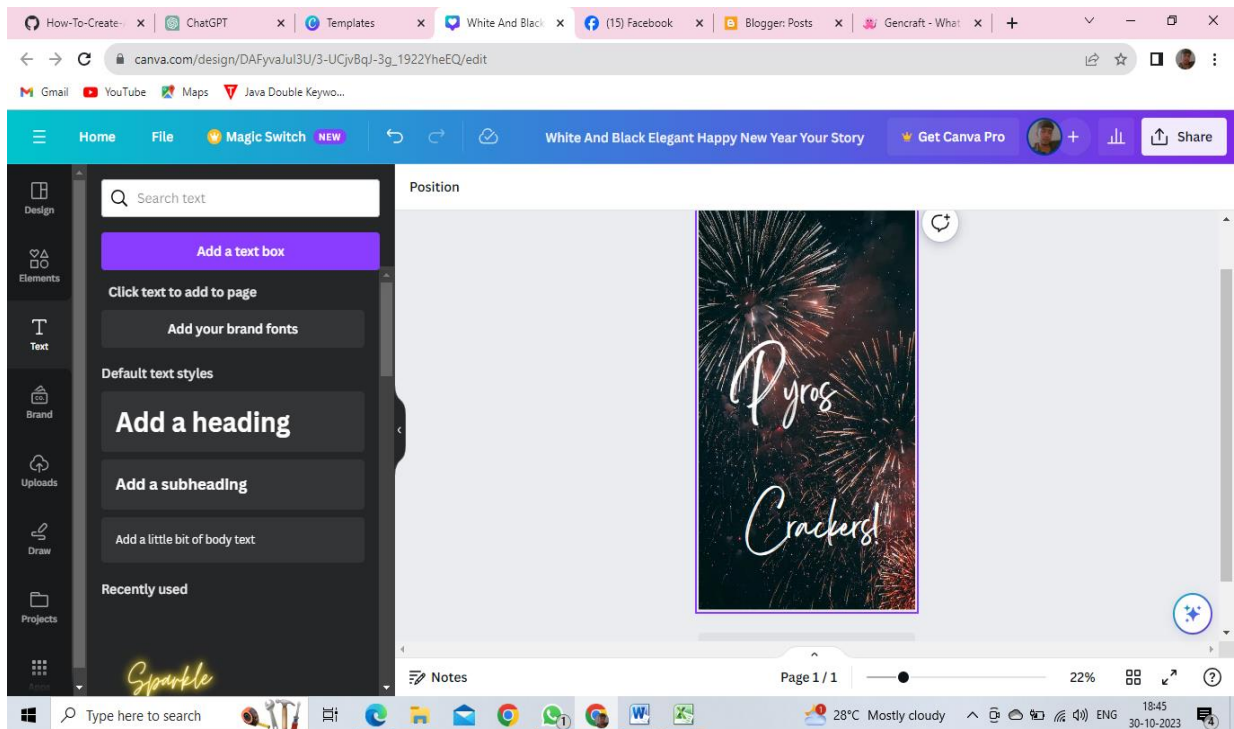 How-To-Create-
ChatGPT
Templates
White And Black
(15) Facebook
Blogger: Posts
Gencraft - What
canva.com/design/DAFyvaJul3U/3-UCjvBqJ-3g_1922YheEQ/edit
Gmail
YouTube
Maps
Java Double Keywo...
Home
File
Magic Switch NEW
White And Black Elegant Happy New Year Your Story
Get Canva Pro
Share
Design
Elements
Text
Brand
Uploads
Draw
Projects
Apps
Search text
Add a text box
Click text to add to page
Add your brand fonts
Default text styles
Add a heading
Add a subheading
Add a little bit of body text
Recently used
Sparkle
Position
Pyros
Crackers!
Notes
Page 1 / 1
22%
Type here to search
28°C Mostly cloudy
ENG
18:45
30-10-2023